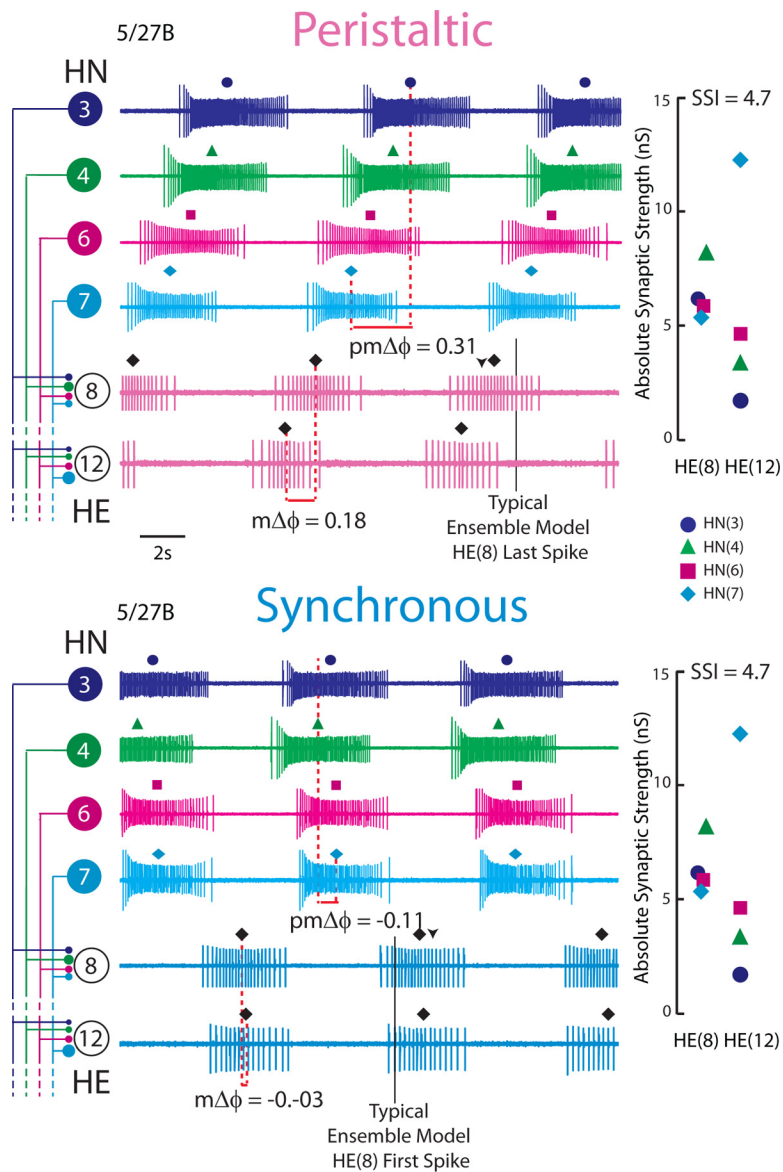 5/27B
Peristaltic
HN
3
4
6
7
8
12
HE
pmΔϕ = 0.31
mΔϕ = 0.18
2s
Typical
Ensemble Model
HE(8) Last Spike
SSI = 4.7
15
10
5
0
Absolute Synaptic Strength (nS)
HE(8) HE(12)
HN(3)
HN(4)
HN(6)
HN(7)
5/27B
Synchronous
HN
3
4
6
7
8
12
HE
pmΔϕ = -0.11
mΔϕ = -0.-03
Typical
Ensemble Model
HE(8) First Spike
SSI = 4.7
15
10
5
0
Absolute Synaptic Strength (nS)
HE(8) HE(12)